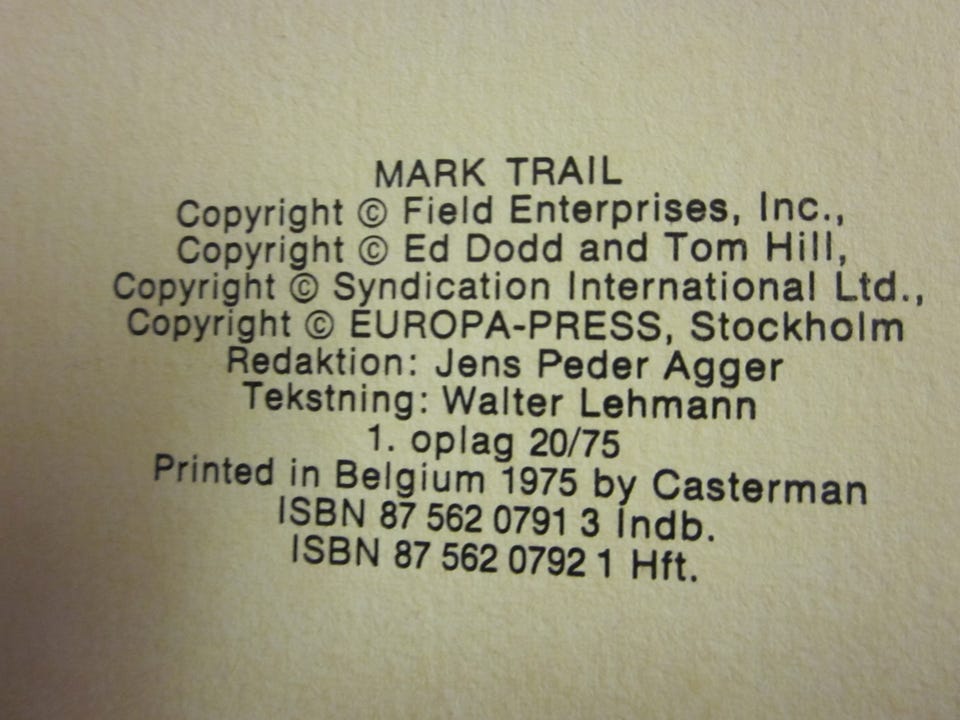 MARK TRAIL
Copyright © Field Enterprises, Inc.,
Copyright © Ed Dodd and Tom Hill,
Copyright © Syndication International Ltd.,
Copyright © EUROPA-PRESS, Stockholm
Redaktion: Jens Peder Agger
Tekstning: Walter Lehmann
1. oplag 20/75
Printed in Belgium 1975 by Casterman
ISBN 87 562 0791 3 Indb.
ISBN 87 562 0792 1 Hft.